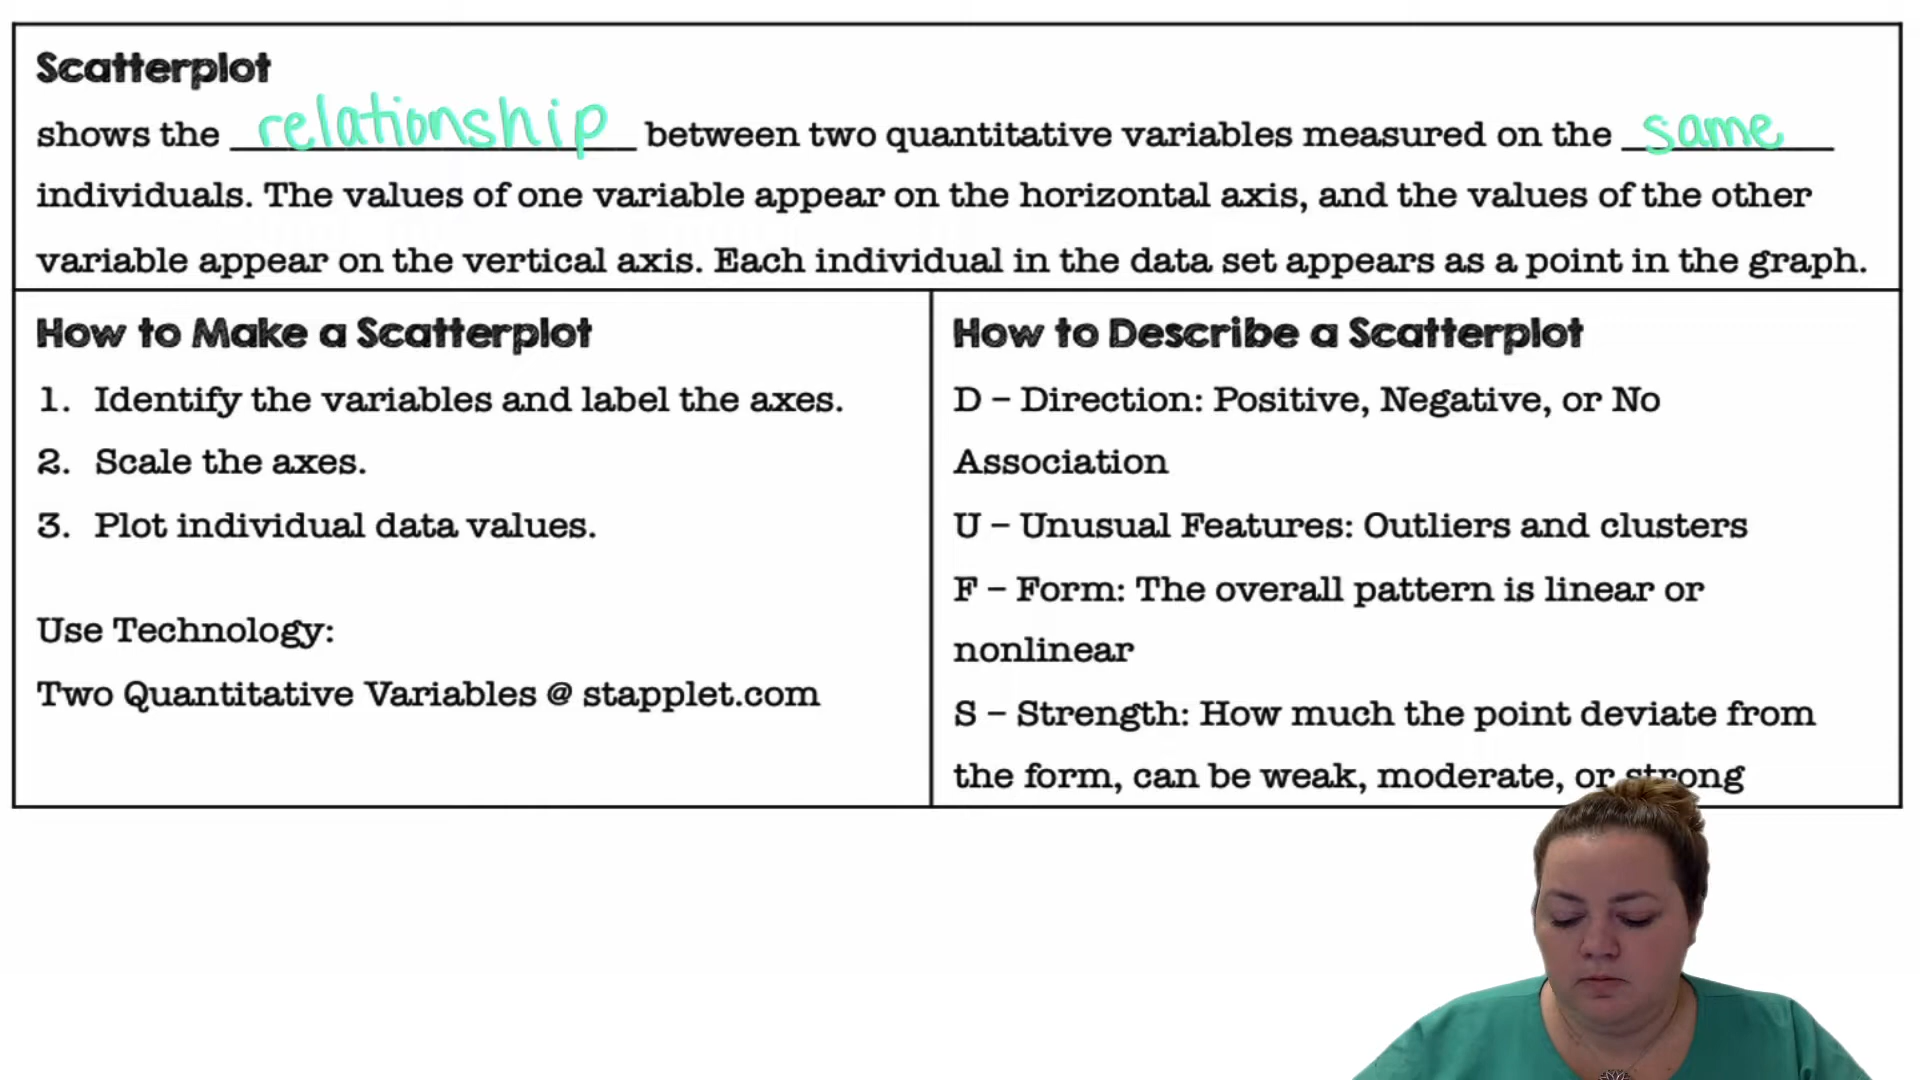 Scatterplot
shows the relationship between two quantitative variables measured on the same
individuals. The values of one variable appear on the horizontal axis, and the values of the other
variable appear on the vertical axis. Each individual in the data set appears as a point in the graph.
How to Make a Scatterplot
1. Identify the variables and label the axes.
2. Scale the axes.
3. Plot individual data values.
Use Technology:
Two Quantitative Variables @ stapplet.com
How to Describe a Scatterplot
D – Direction: Positive, Negative, or No
Association
U – Unusual Features: Outliers and clusters
F – Form: The overall pattern is linear or
nonlinear
S – Strength: How much the point deviate from
the form, can be weak, moderate, or strong